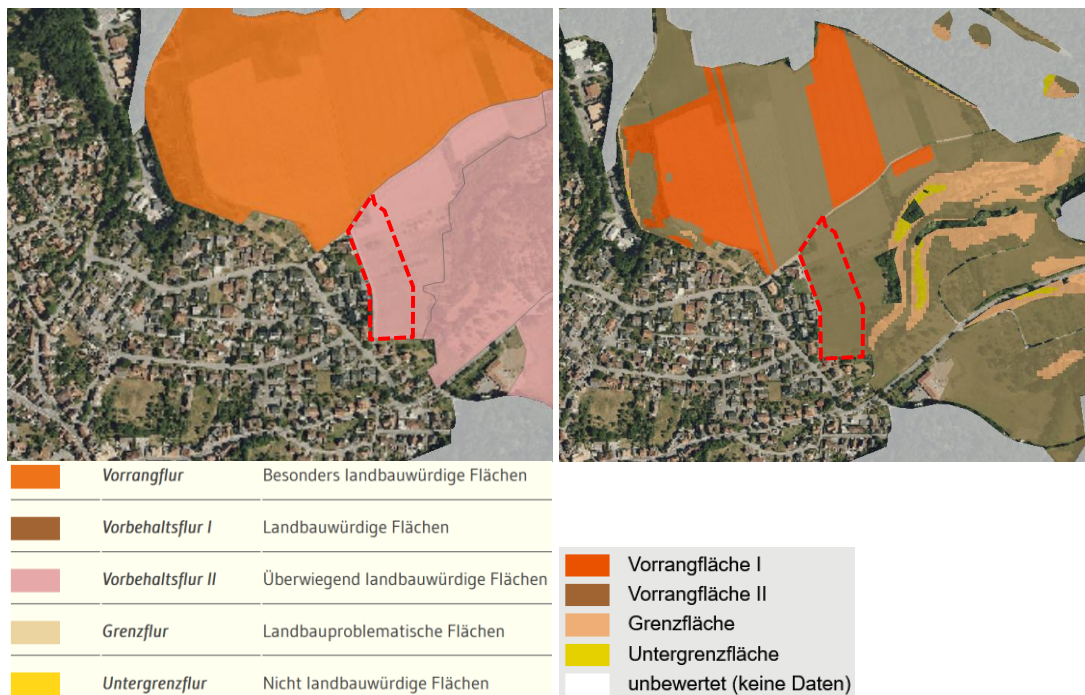 Vorrangflur Besonders landbauwürdige Flächen
Vorbehaltsflur I Landbauwürdige Flächen
Vorbehaltsflur II Überwiegend landbauwürdige Flächen
Grenzflur Landbauproblematische Flächen
Untergrenzflur Nicht landbauwürdige Flächen
Vorrangfläche I
Vorrangfläche II
Grenzfläche
Untergrenzfläche
unbewertet (keine Daten)